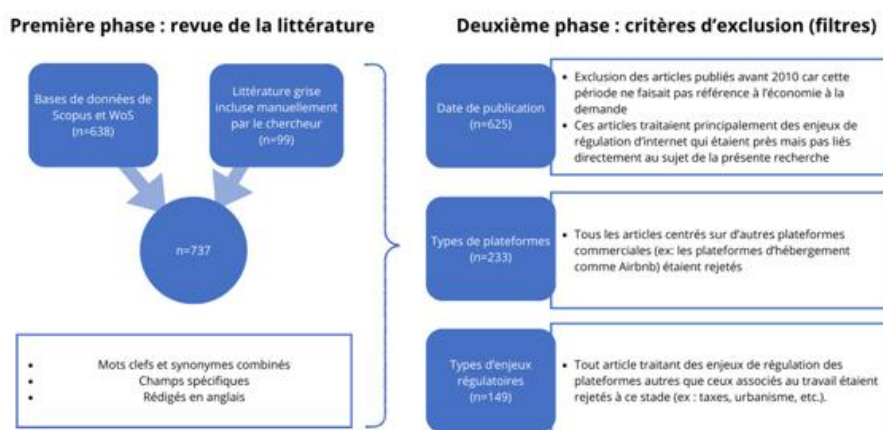 Première phase : revue de la littérature
Bases de données de
Scopus et WoS
(n=638)
Littérature grise
incluse manuellement
par le chercheur
(n=99)
n=737
• Mots clefs et synonymes combinés
• Champs spécifiques
• Rédigés en anglais
Deuxième phase : critères d'exclusion (filtres)
Date de publication
(n=625)
• Exclusion des articles publiés avant 2010 car cette
période ne faisait pas référence à l'économie à la
demande
• Ces articles traitaient principalement des enjeux de
régulation d'internet qui étaient près mais pas liés
directement au sujet de la présente recherche
Types de plateformes
(n=233)
• Tous les articles centrés sur d'autres plateformes
commerciales (ex: les plateformes d'hébergement
comme Airbnb) étaient rejetés
Types d'enjeux
régulatoires
(n=149)
• Tout article traitant des enjeux de régulation des
plateformes autres que ceux associés au travail étaient
rejetés à ce stade (ex : taxes, urbanisme, etc.).